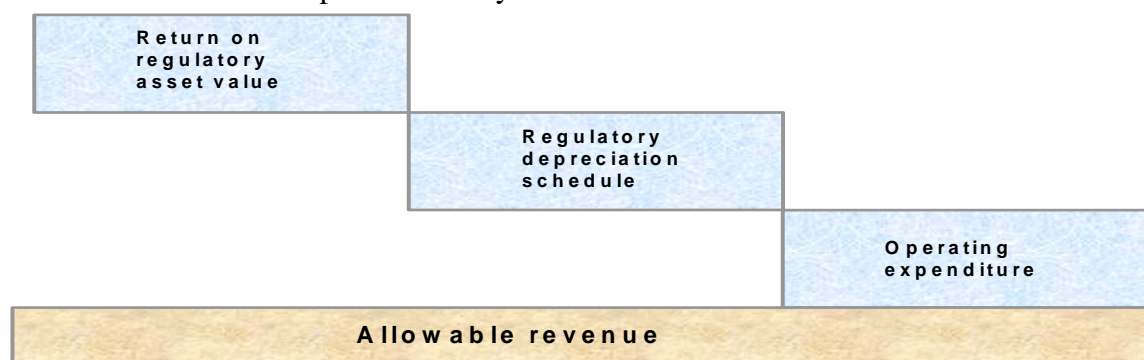 Return on
regulatory
asset value
Regulatory
depreciation
schedule
Operating
expenditure
Allowable revenue